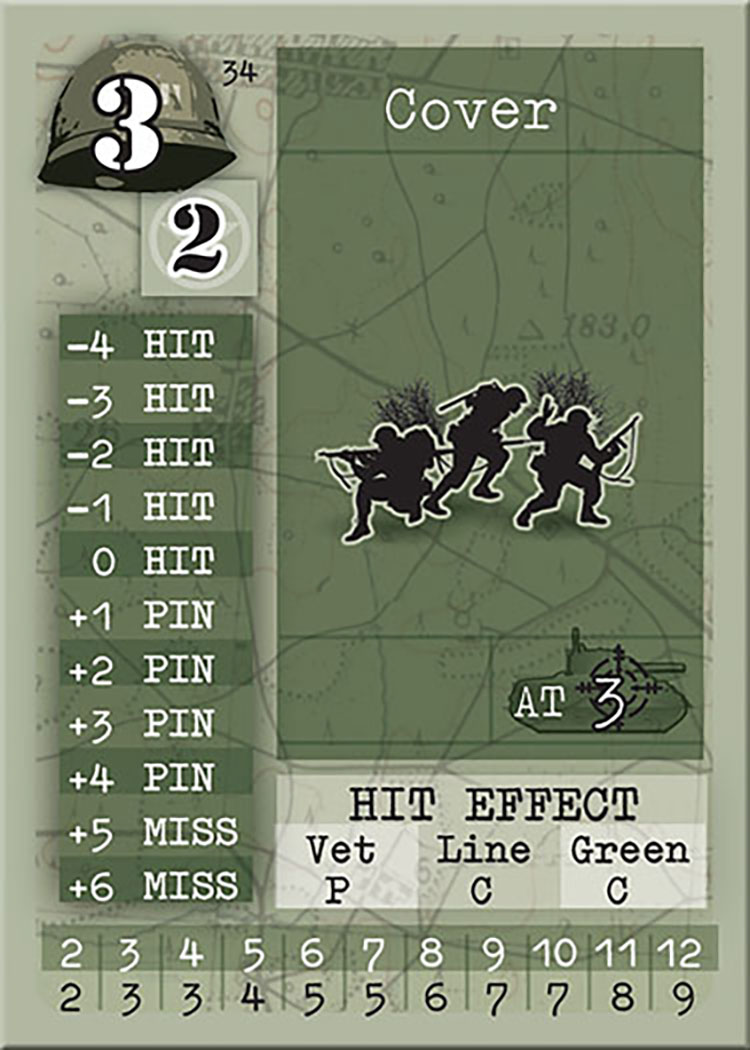 3
34
Cover
2
-4 HIT
-3 HIT
-2 HIT
-1 HIT
0 HIT
+1 PIN
+2 PIN
+3 PIN
+4 PIN
+5 MISS
+6 MISS
183,0
AT 3
HIT EFFECT
Vet Line Green
P C C
2 3 4 5 6 7 8 9 10 11 12
2 3 3 4 5 5 6 7 7 8 9